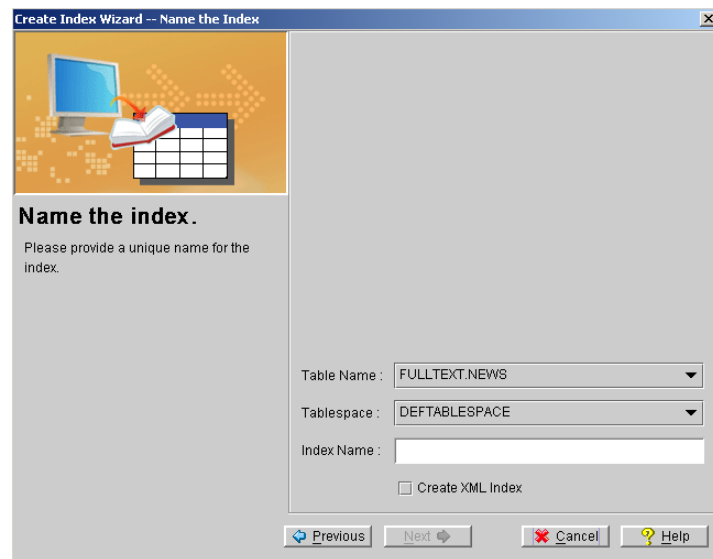 Create Index Wizard -- Name the Index
Name the index.
Please provide a unique name for the
index.
Table Name : FULLTEXT.NEWS
Tablespace : DEFTABLESPACE
Index Name :
Create XML Index
Previous Next Cancel Help